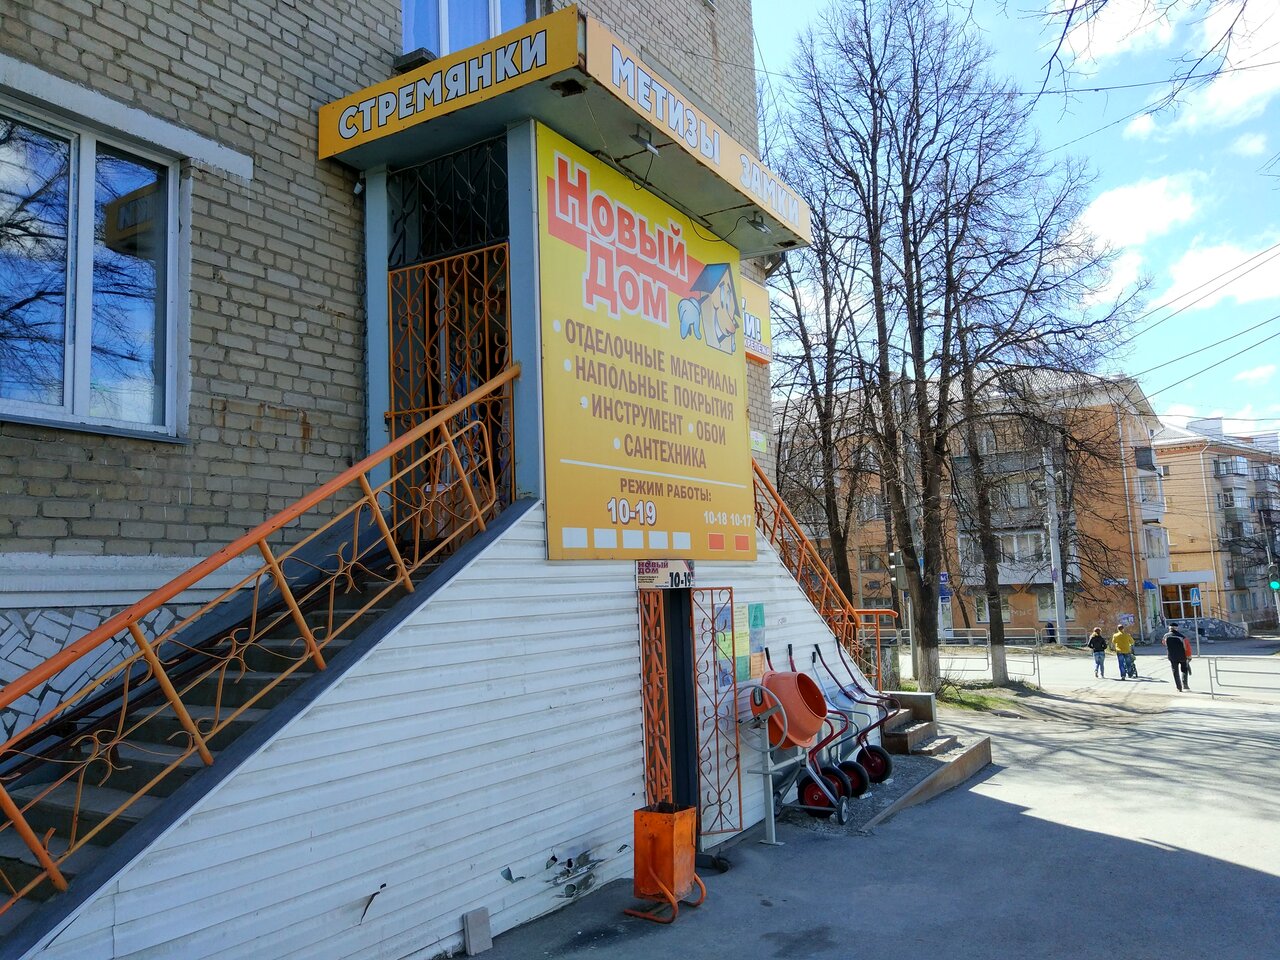 СТРЕМЯНКИ
МЕТИЗЫ ЗАМКИ
НОВЫЙ
ДОМ
• ОТДЕЛОЧНЫЕ МАТЕРИАЛЫ
• НАПОЛЬНЫЕ ПОКРЫТИЯ
• ИНСТРУМЕНТ • ОБОИ
• САНТЕХНИКА
РЕЖИМ РАБОТЫ:
10-19 10-18 10-17
НОВЫЙ
ДОМ
10-19